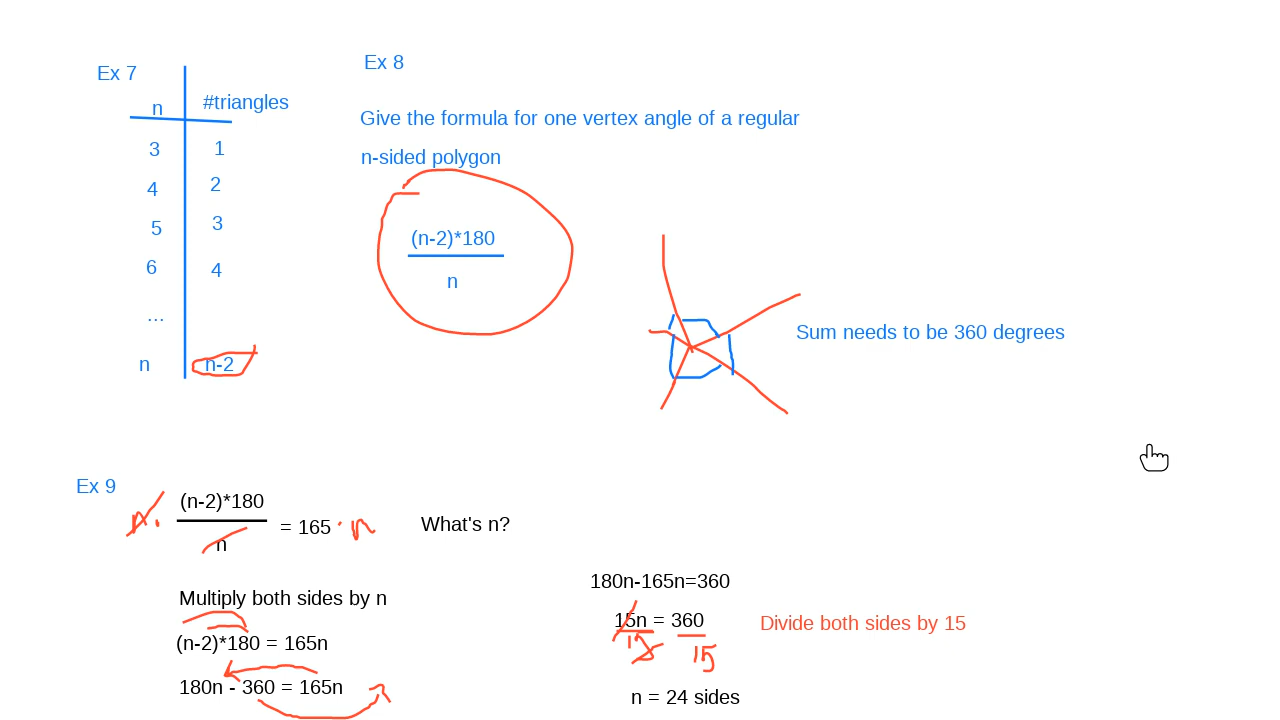 Ex 7
n #triangles
3 1
4 2
5 3
6 4
...
n n-2
Ex 8
Give the formula for one vertex angle of a regular
n-sided polygon
(n-2)*180
n
Sum needs to be 360 degrees
Ex 9
n. (n-2)*180
n
= 165 · n
What's n?
Multiply both sides by n
(n-2)*180 = 165n
180n - 360 = 165n
180n-165n=360
15n = 360
15 15
Divide both sides by 15
n = 24 sides